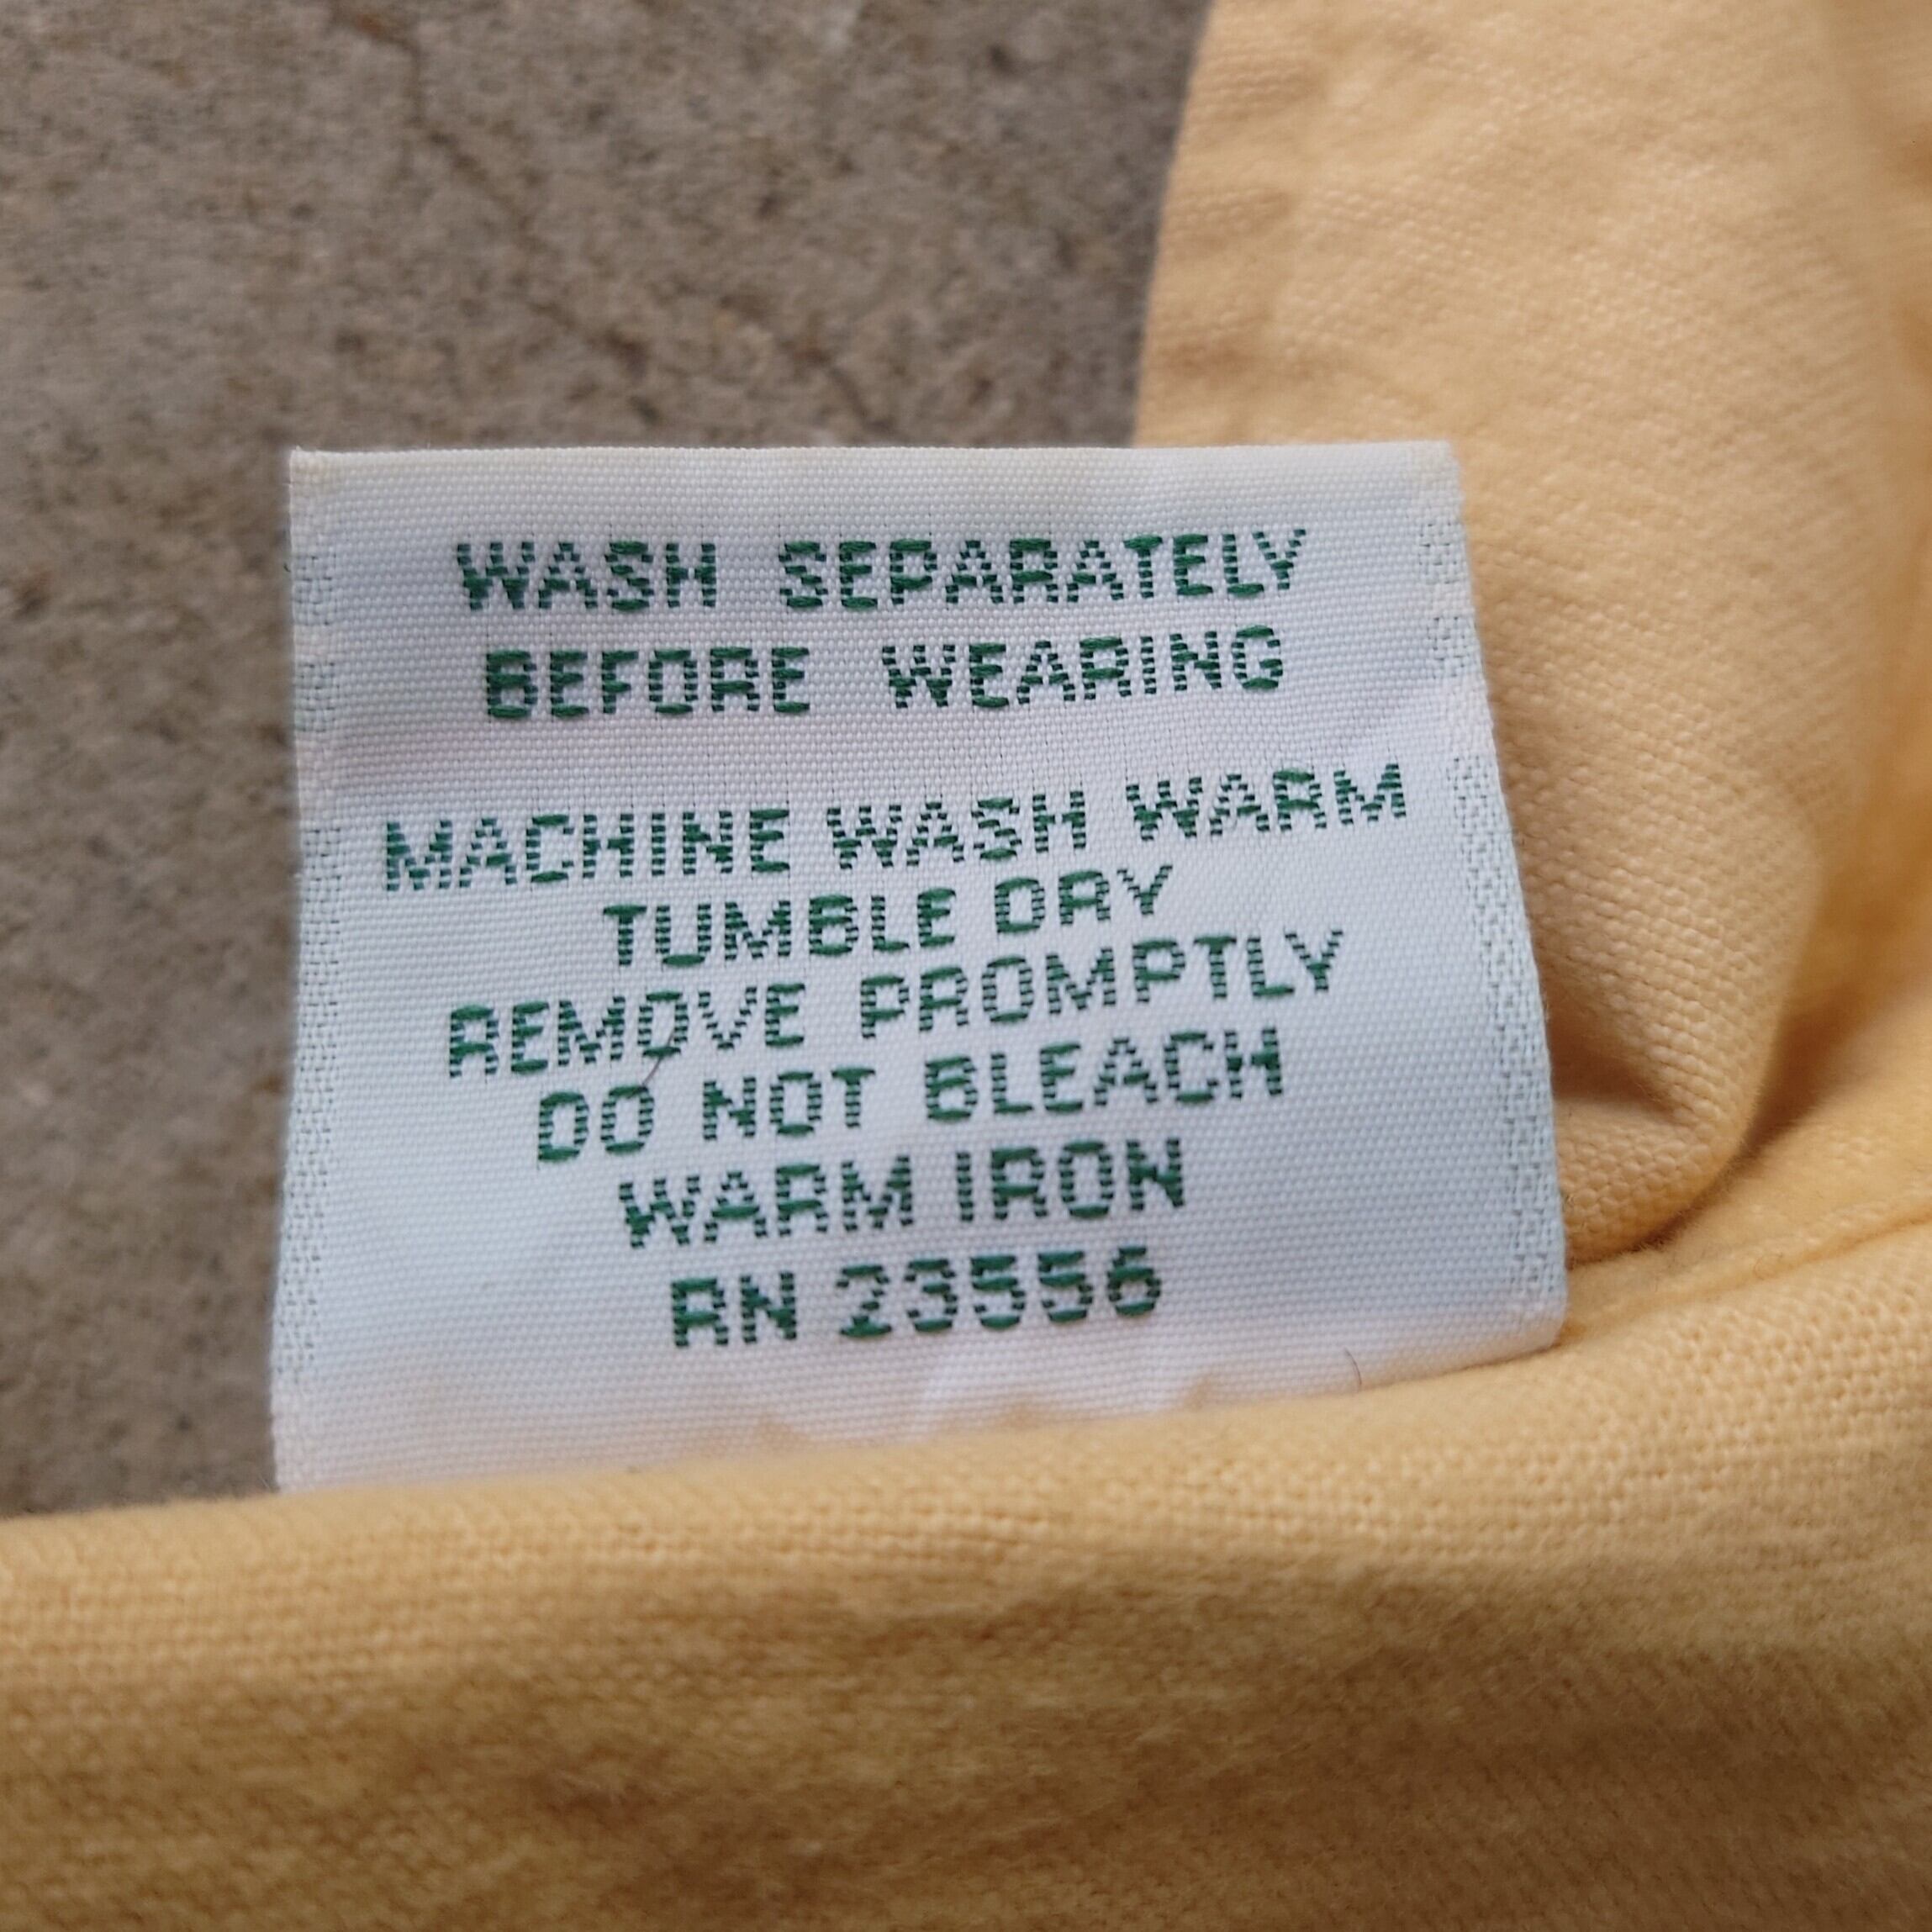 WASH SEPARATELY
BEFORE WEARING
MACHINE WASH WARM
TUMBLE DRY
REMOVE PROMPTLY
DO NOT BLEACH
WARM IRON
RN 23556